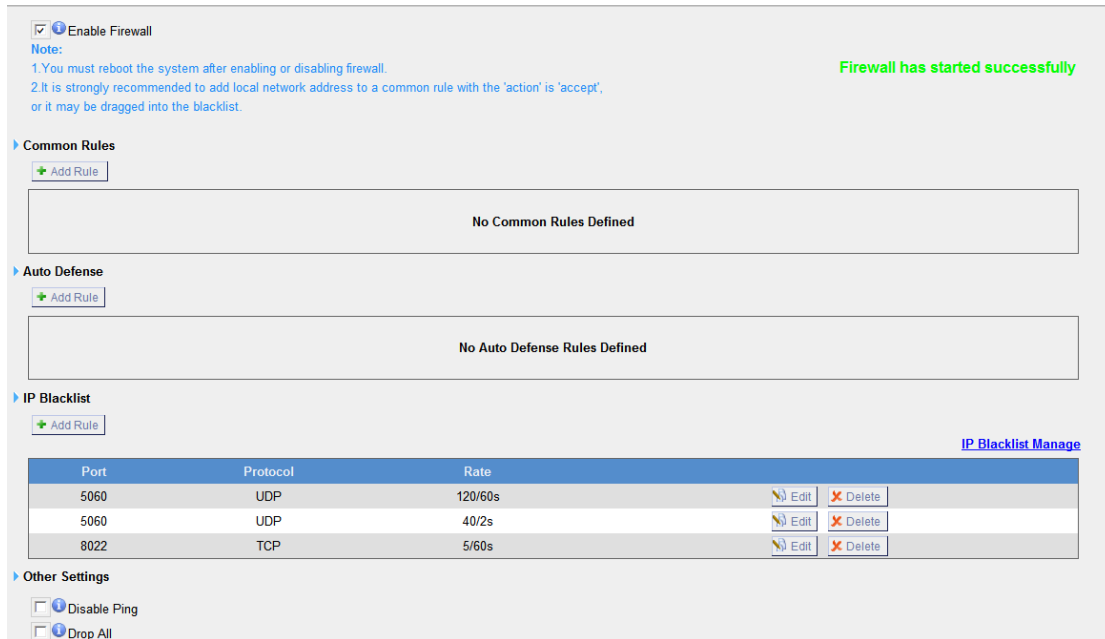 Enable Firewall
Note:
1.You must reboot the system after enabling or disabling firewall.
Firewall has started successfully
2.It is strongly recommended to add local network address to a common rule with the 'action' is 'accept',
or it may be dragged into the blacklist.
Common Rules
Add Rule
No Common Rules Defined
Auto Defense
Add Rule
No Auto Defense Rules Defined
IP Blacklist
Add Rule
IP Blacklist Manage
Port Protocol Rate
5060 UDP 120/60s Edit Delete
5060 UDP 40/2s Edit Delete
8022 TCP 5/60s Edit Delete
Other Settings
Disable Ping
Drop All